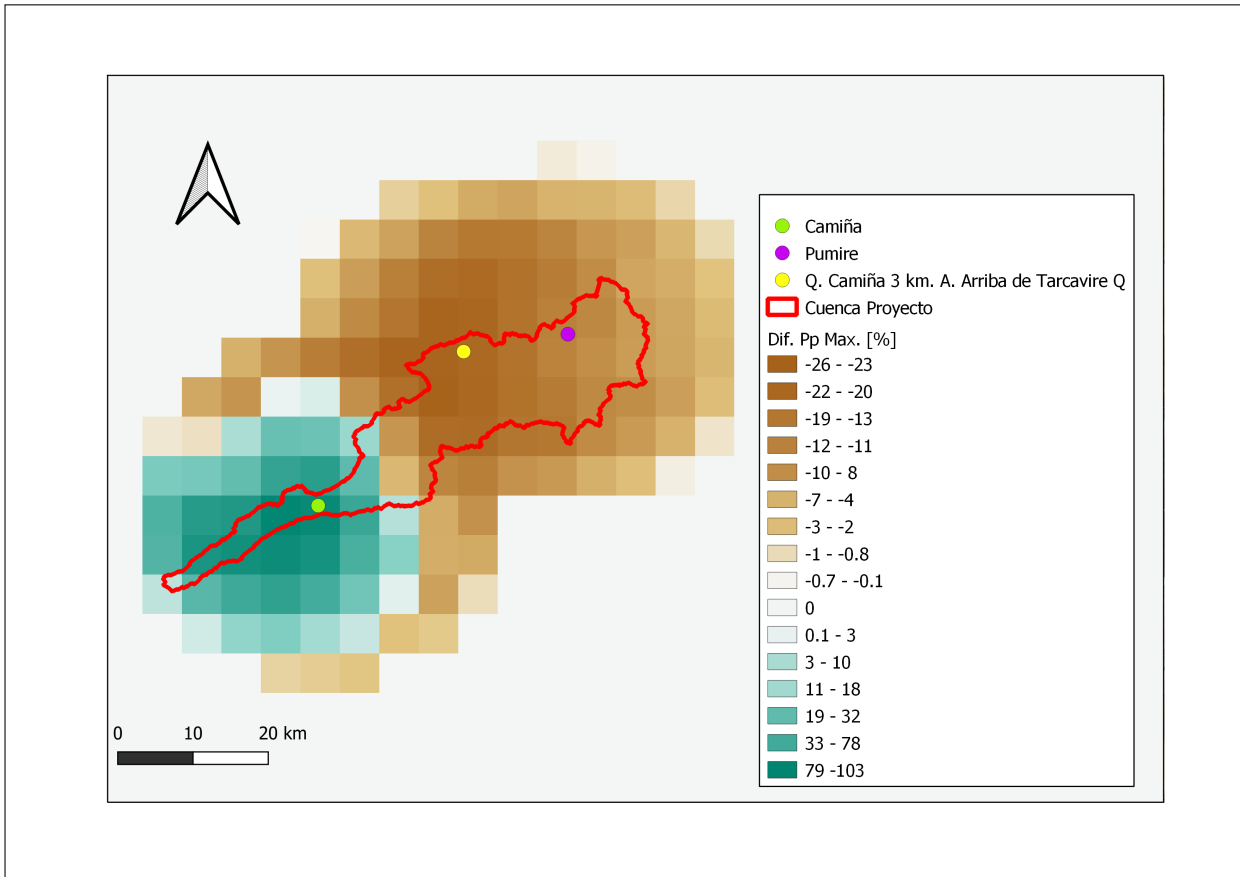 Camiña
Pumire
Q. Camiña 3 km. A. Arriba de Tarcavire Q
Cuenca Proyecto
Dif. Pp Max. [%]
-26 - -23
-22 - -20
-19 - -13
-12 - -11
-10 - 8
-7 - -4
-3 - -2
-1 - -0.8
-0.7 - -0.1
0
0.1 - 3
3 - 10
11 - 18
19 - 32
33 - 78
79 -103
0 10 20 km